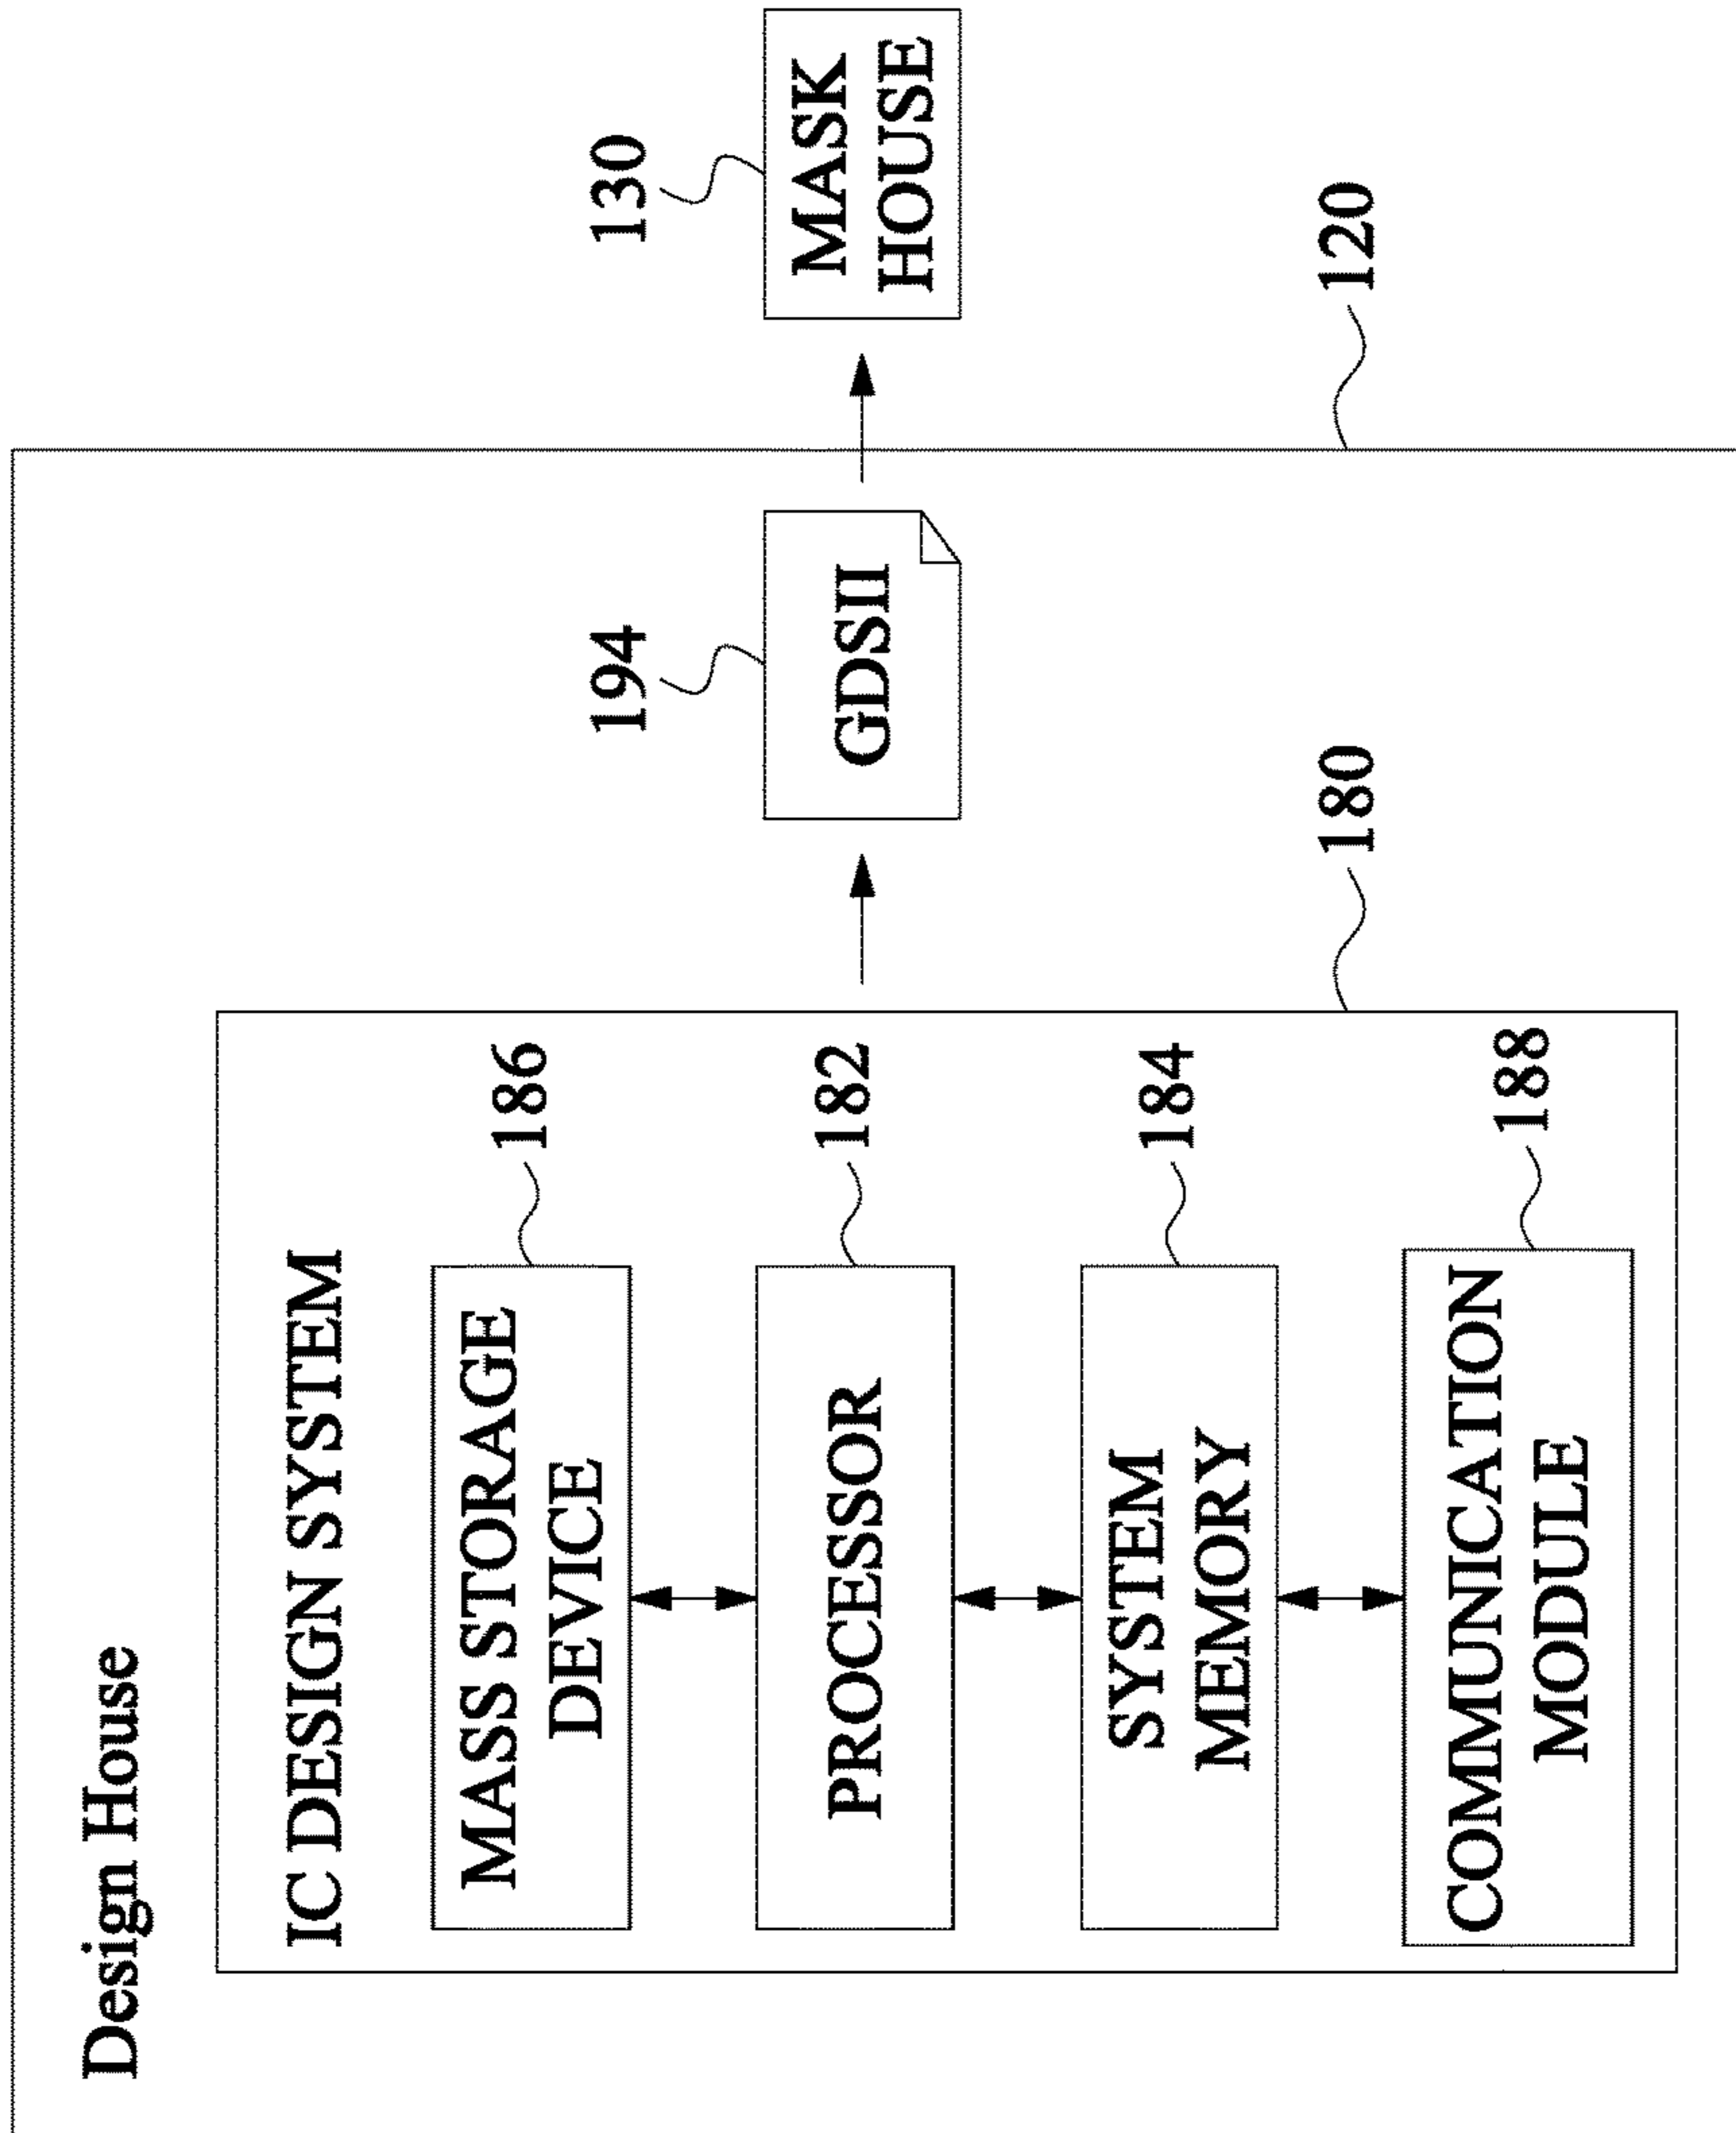 Design House
IC DESIGN SYSTEM
MASS STORAGE
DEVICE
186
PROCESSOR
182
SYSTEM
MEMORY
184
COMMUNICATION
MODULE
188
180
194
GDSII
120
130
MASK
HOUSE